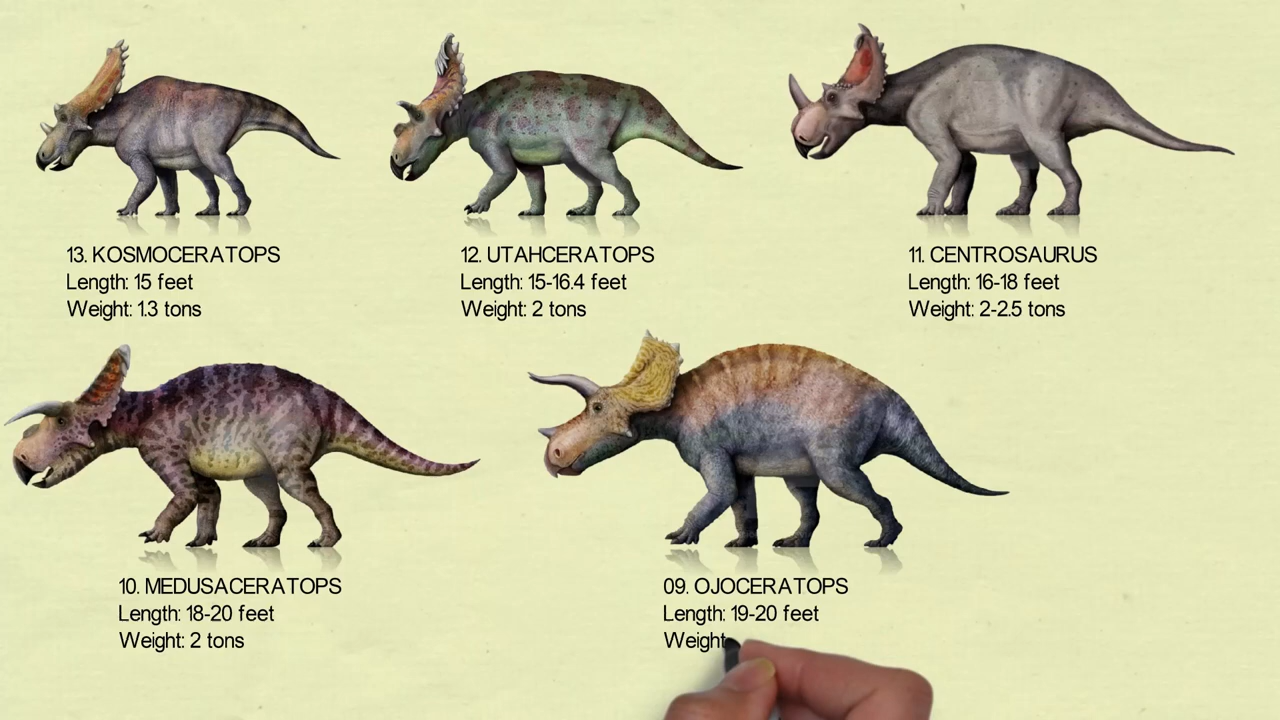 13. KOSMOCERATOPS
Length: 15 feet
Weight: 1.3 tons
12. UTAHCERATOPS
Length: 15-16.4 feet
Weight: 2 tons
11. CENTROSAURUS
Length: 16-18 feet
Weight: 2-2.5 tons
10. MEDUSACERATOPS
Length: 18-20 feet
Weight: 2 tons
09. OJOCERATOPS
Length: 19-20 feet
Weight